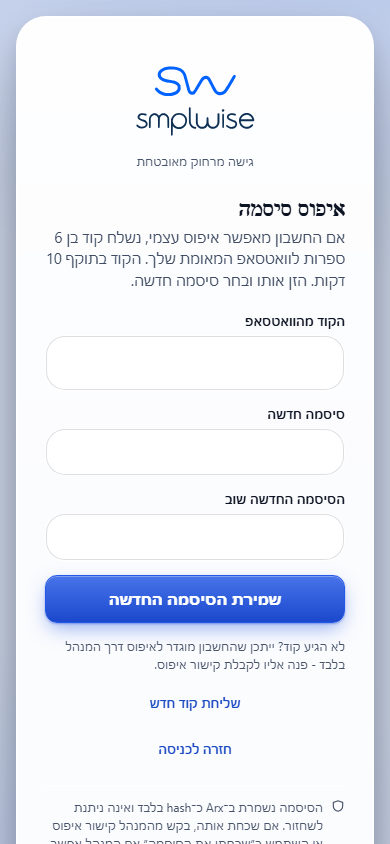 sw
smplwise
גישה מרחוק מאובטחת
איפוס סיסמה
אם החשבון מאפשר איפוס עצמי, נשלח קוד בן 6
ספרות לוואטסאפ המאומת שלך. הקוד בתוקף 10
דקות. הזן אותו ובחר סיסמה חדשה.
הקוד מהוואטסאפ
סיסמה חדשה
הסיסמה החדשה שוב
שמירת הסיסמה החדשה
לא הגיע קוד? ייתכן שהחשבון מוגדר לאיפוס דרך המנהל
בלבד - פנה אליו לקבלת קישור איפוס.
שליחת קוד חדש
חזרה לכניסה
הסיסמה נשמרת ב־Arx כ־hash בלבד ואינה ניתנת
לשחזור. אם שכחת אותה, בקש מהמנהל קישור איפוס